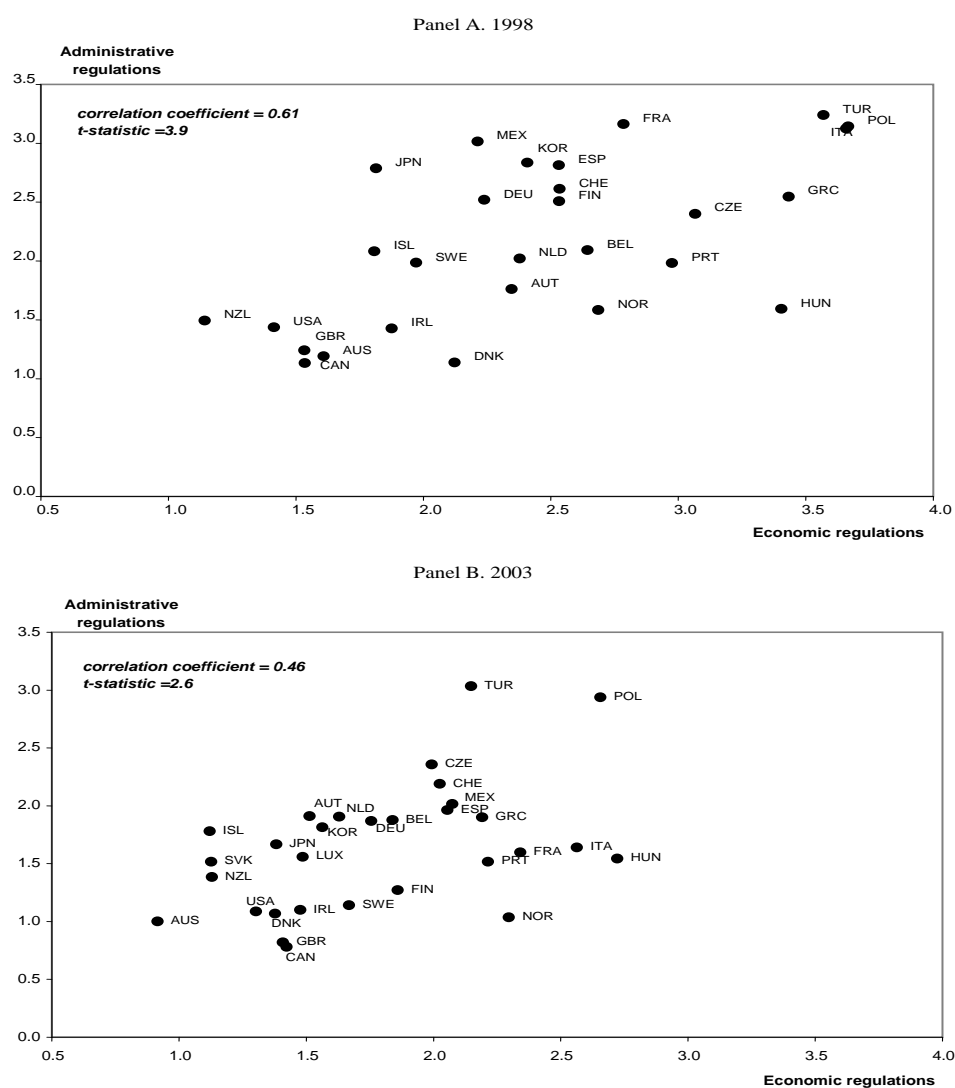 Panel A. 1998
Administrative
regulations
3.5
correlation coefficient = 0.61
t-statistic =3.9
TUR
FRA
POL
ITA
3.0
MEX
KOR
ESP
JPN
CHE
2.5
DEU
FIN
GRC
CZE
ISL
SWE
NLD
BEL
PRT
2.0
AUT
NOR
HUN
1.5
NZL
USA
IRL
GBR
AUS
CAN
DNK
1.0
0.5
0.0
0.5 1.0 1.5 2.0 2.5 3.0 3.5 4.0
Economic regulations
Panel B. 2003
Administrative
regulations
3.5
correlation coefficient = 0.46
t-statistic =2.6
3.0
TUR
POL
2.5
CZE
CHE
2.0
MEX
AUT
NLD
ESP
GRC
ISL
KOR
DEU
BEL
JPN
1.5
SVK
LUX
PRT
FRA
ITA
HUN
NZL
FIN
1.0
AUS
USA
DNK
IRL
SWE
NOR
GBR
CAN
0.5
0.0
0.5 1.0 1.5 2.0 2.5 3.0 3.5 4.0
Economic regulations